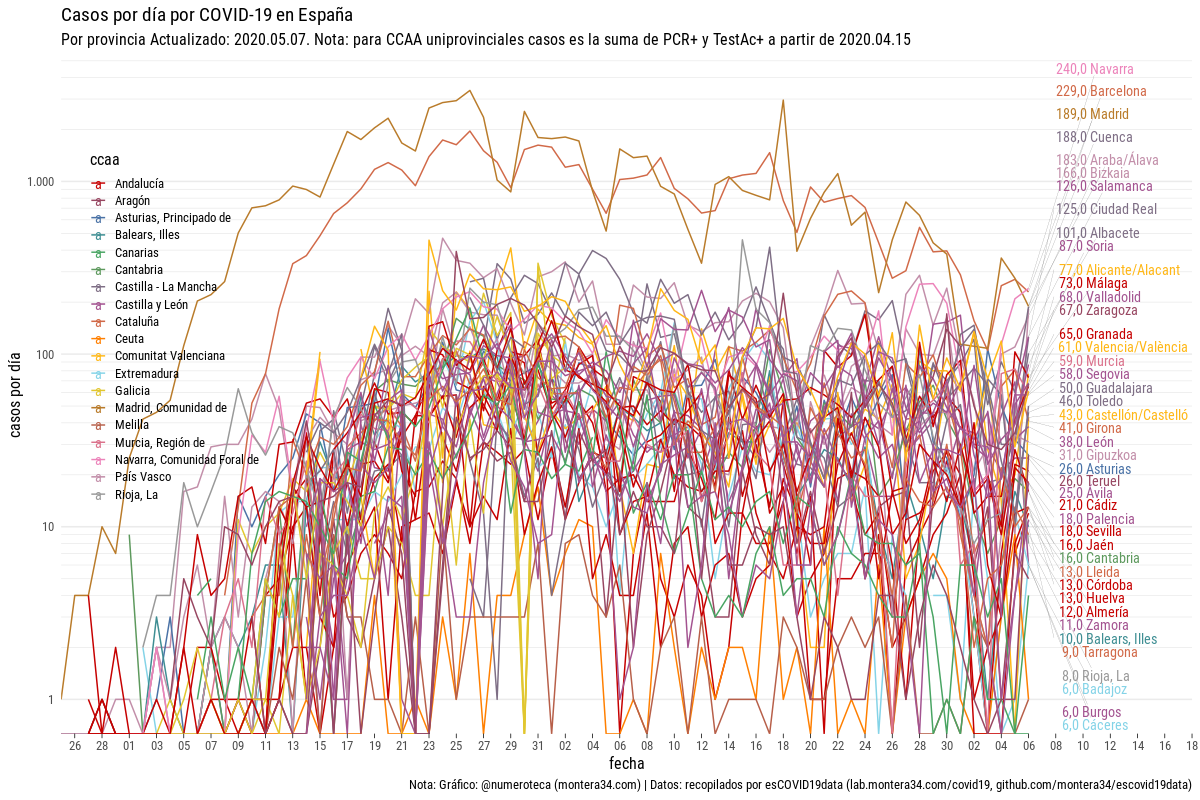 Casos por día por COVID-19 en España
Por provincia Actualizado: 2020.05.07. Nota: para CCAA uniprovinciales casos es la suma de PCR+ y TestAc+ a partir de 2020.04.15
casos por día
1.000
100
10
1
ccaa
Andalucía
Aragón
Asturias, Principado de
Balears, Illes
Canarias
Cantabria
Castilla - La Mancha
Castilla y León
Cataluña
Ceuta
Comunitat Valenciana
Extremadura
Galicia
Madrid, Comunidad de
Melilla
Murcia, Región de
Navarra, Comunidad Foral de
País Vasco
Rioja, La
240,0 Navarra
229,0 Barcelona
189,0 Madrid
188,0 Cuenca
183,0 Araba/Álava
166,0 Bizkaia
126,0 Salamanca
125,0 Ciudad Real
101,0 Albacete
87,0 Soria
77,0 Alicante/Alacant
73,0 Málaga
68,0 Valladolid
67,0 Zaragoza
65,0 Granada
61,0 Valencia/València
59,0 Murcia
58,0 Segovia
50,0 Guadalajara
46,0 Toledo
43,0 Castellón/Castelló
41,0 Girona
38,0 León
31,0 Gipuzkoa
26,0 Asturias
26,0 Teruel
25,0 Ávila
21,0 Cádiz
18,0 Palencia
18,0 Sevilla
16,0 Jaén
16,0 Cantabria
13,0 Lleida
13,0 Córdoba
13,0 Huelva
12,0 Almería
11,0 Zamora
10,0 Balears, Illes
9,0 Tarragona
8,0 Rioja, La
6,0 Badajoz
6,0 Burgos
6,0 Cáceres
26 28 01 03 05 07 09 11 13 15 17 19 21 23 25 27 29 31 02 04 06 08 10 12 14 16 18 20 22 24 26 28 30 02 04 06 08 10 12 14 16 18
fecha
Nota: Gráfico: @numeroteca (montera34.com) | Datos: recopilados por esCOVID19data (lab.montera34.com/covid19, github.com/montera34/escovid19data)